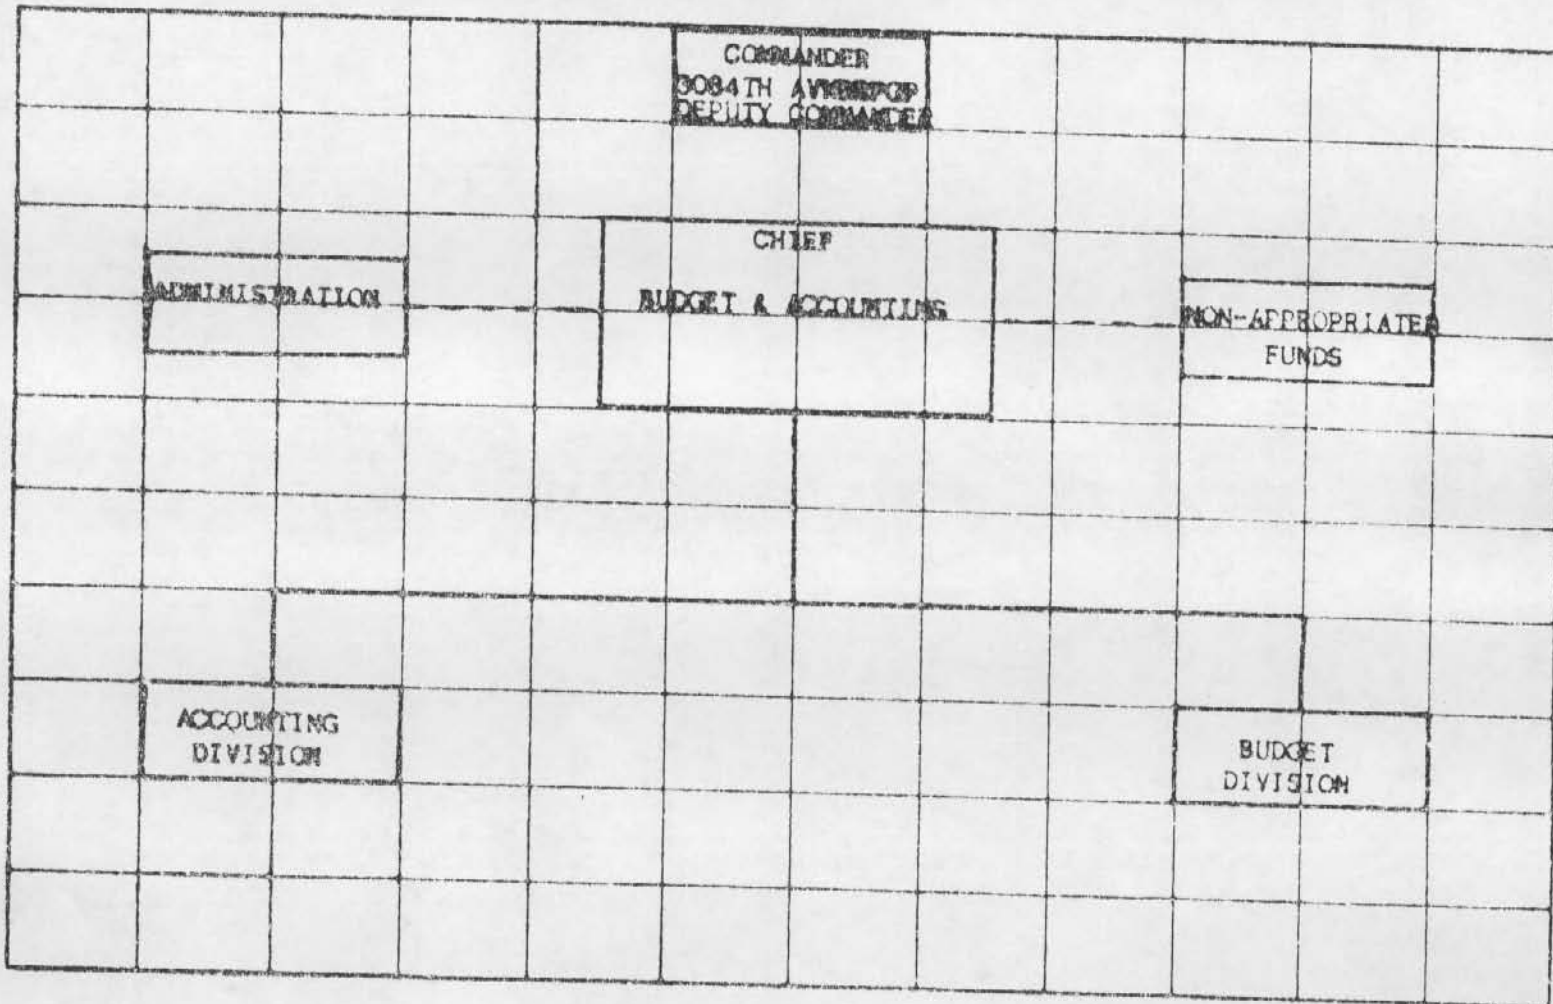 COMMANDER
3084TH
DEPUTY COMMANDER
CHIEF
BUDGET & ACCOUNTING
ADMINISTRATION
NON-APPROPRIATED
FUNDS
ACCOUNTING
DIVISION
BUDGET
DIVISION